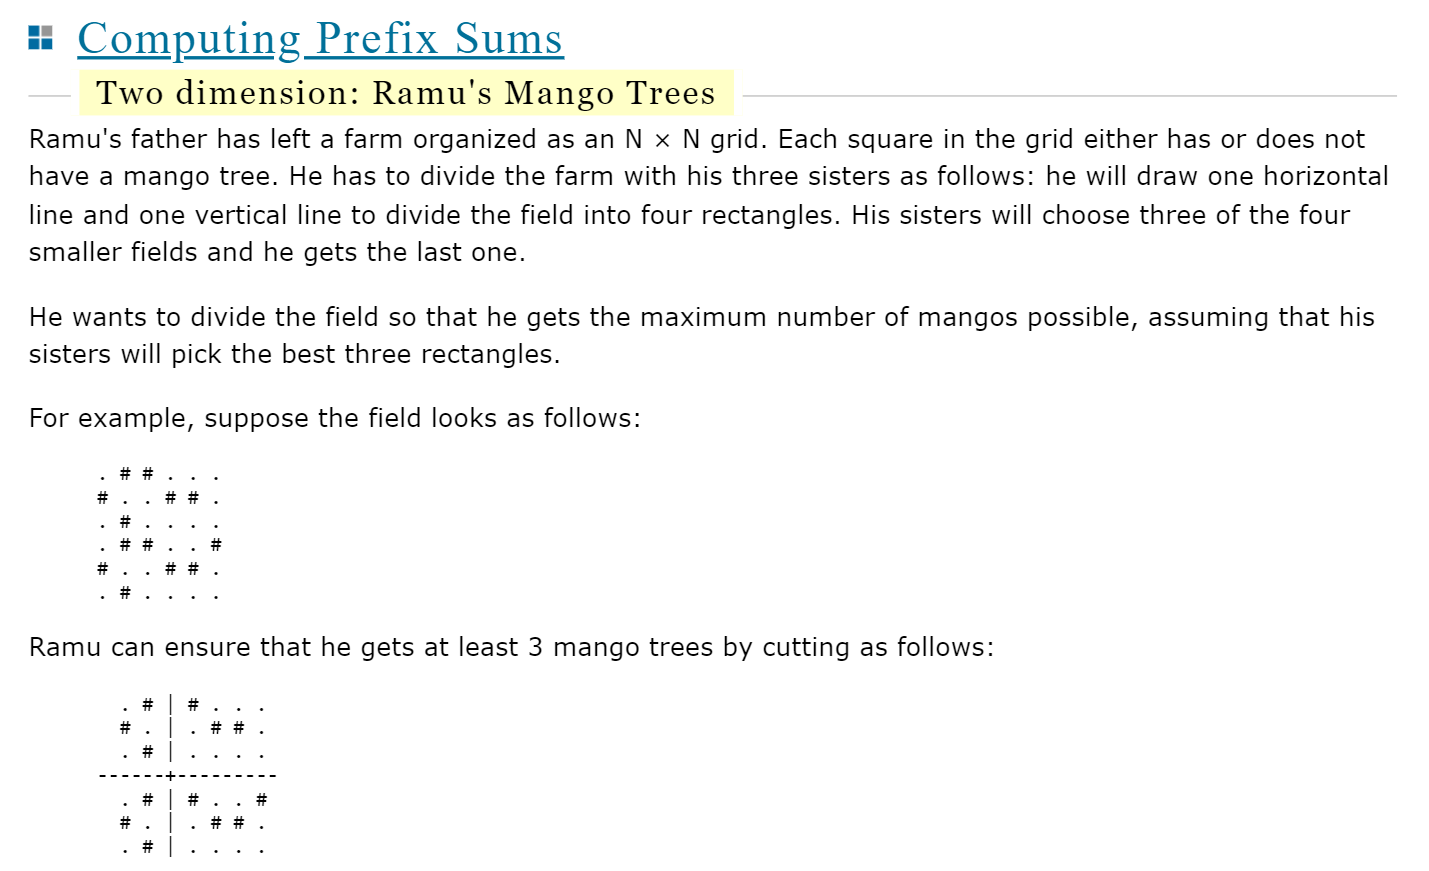 Computing Prefix Sums
Two dimension: Ramu's Mango Trees
Ramu's father has left a farm organized as an N × N grid. Each square in the grid either has or does not
have a mango tree. He has to divide the farm with his three sisters as follows: he will draw one horizontal
line and one vertical line to divide the field into four rectangles. His sisters will choose three of the four
smaller fields and he gets the last one.
He wants to divide the field so that he gets the maximum number of mangos possible, assuming that his
sisters will pick the best three rectangles.
For example, suppose the field looks as follows:
. # # . . .
# . . # # .
. # . . . .
. # # . . #
# . . # # .
. # . . . .
Ramu can ensure that he gets at least 3 mango trees by cutting as follows:
. # | # . . .
# . | . # # .
. # | . . . .
------+---------
. # | # . . #
# . | . # # .
. # | . . . .